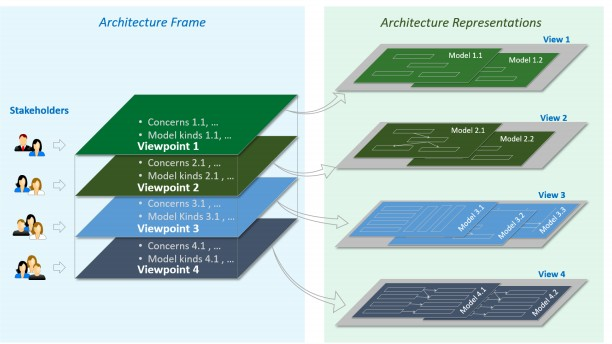 Architecture Frame
Architecture Representations
Stakeholders
• Concerns 1.1, ...
• Model kinds 1.1, ...
Viewpoint 1
• Concerns 2.1 , ...
• Model kinds 2.1 , ...
Viewpoint 2
• Concerns 3.1 , ...
• Model kinds 3.1 , ...
Viewpoint 3
• Concerns 4.1 , ...
• Model kinds 4.1 , ...
Viewpoint 4
View 1
Model 1.1
Model 1.2
View 2
Model 2.1
Model 2.2
View 3
Model 3.1
Model 3.2
Model 3.3
View 4
Model 4.1
Model 4.2